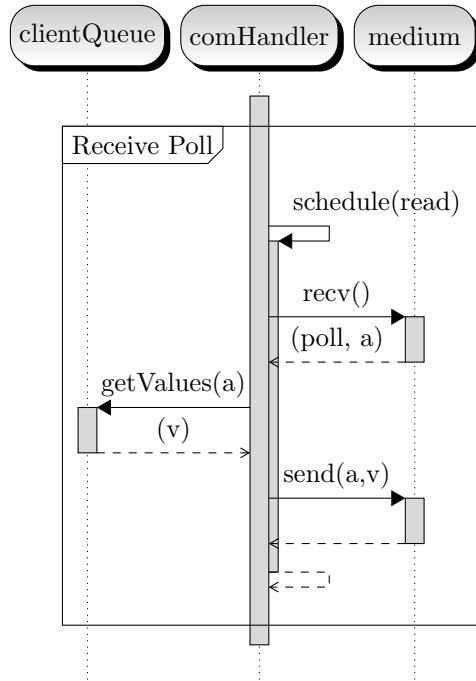 clientQueue comHandler medium
Receive Poll
schedule(read)
recv()
(poll, a)
getValues(a)
(v)
send(a,v)